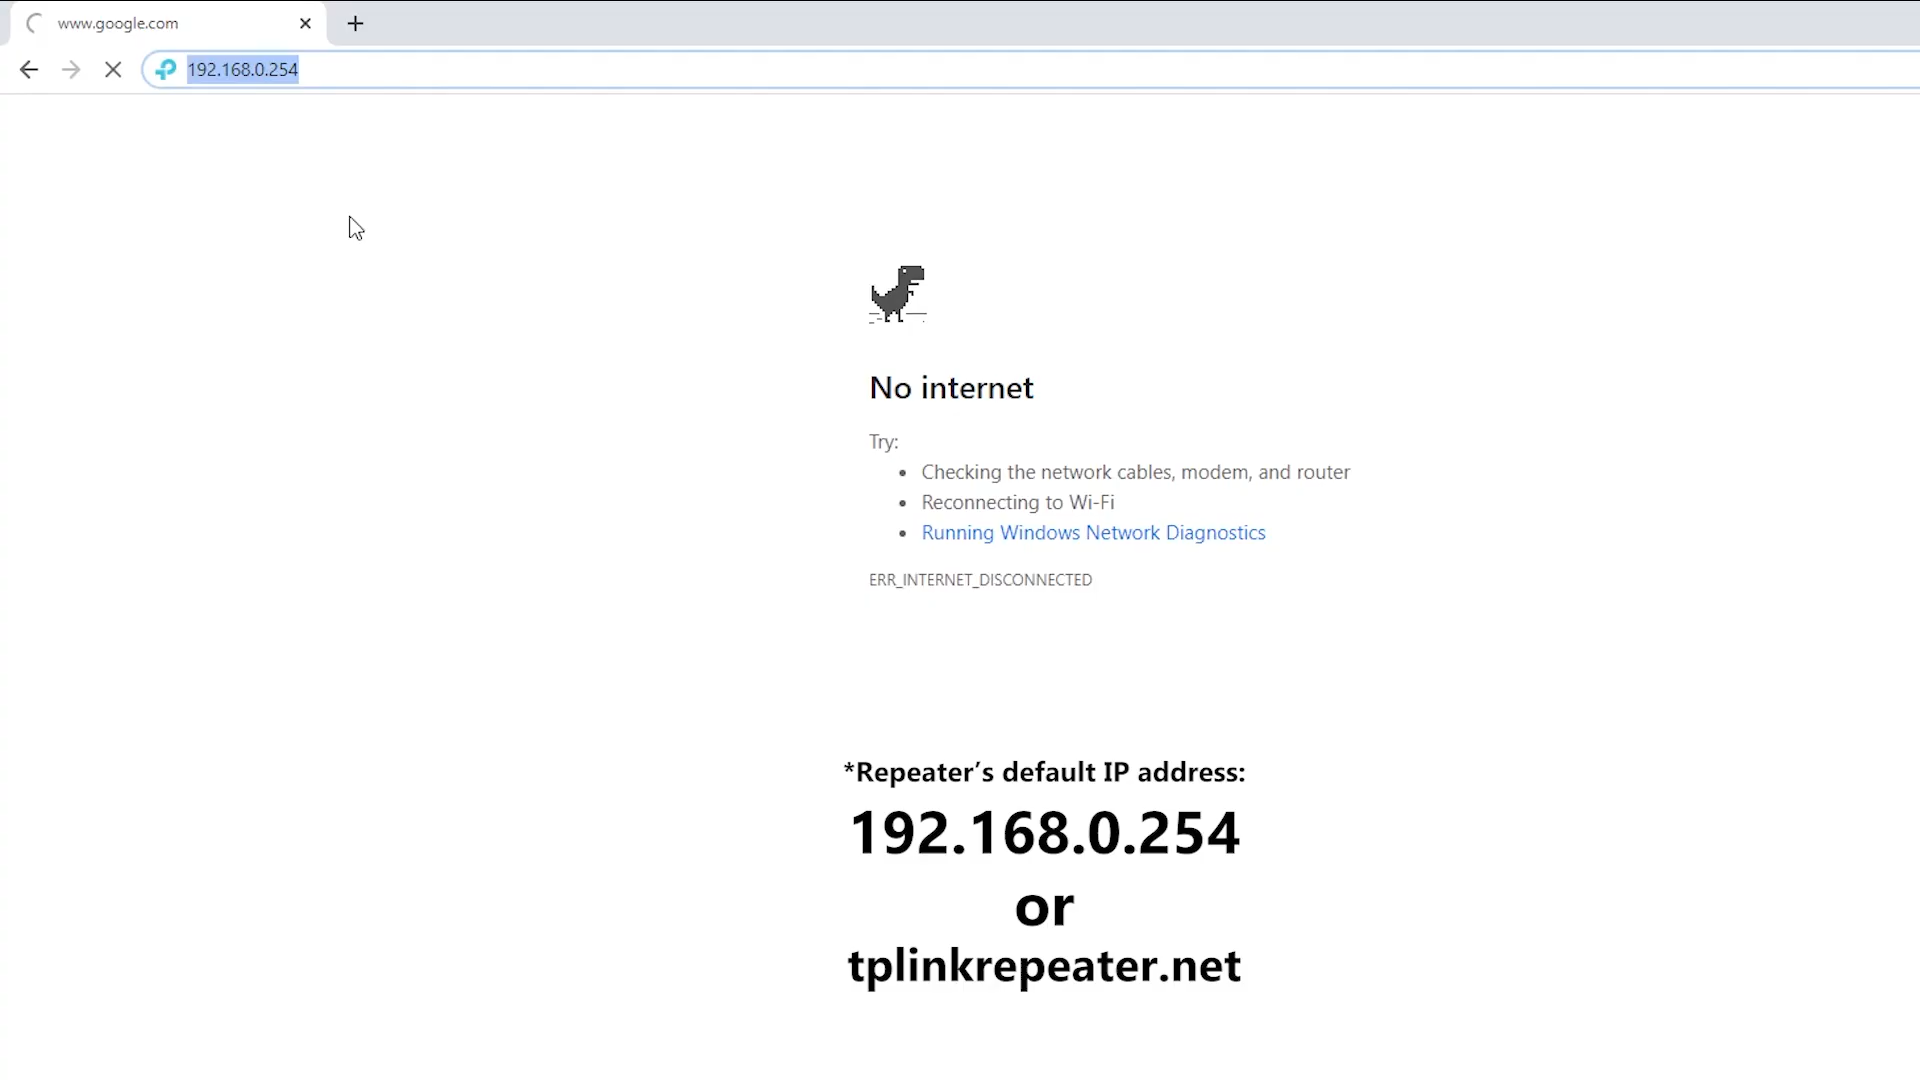 www.google.com
192.168.0.254
No internet
Try:
Checking the network cables, modem, and router
Reconnecting to Wi-Fi
Running Windows Network Diagnostics
ERR_INTERNET_DISCONNECTED
*Repeater's default IP address:
192.168.0.254
or
tplinkrepeater.net